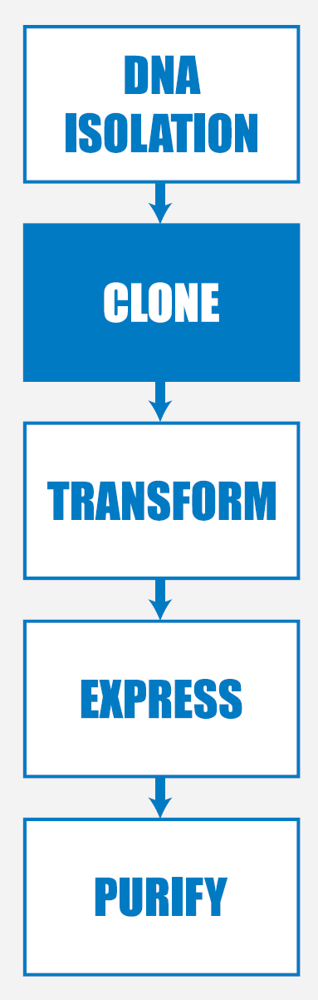 DNA
ISOLATION
CLONE
TRANSFORM
EXPRESS
PURIFY